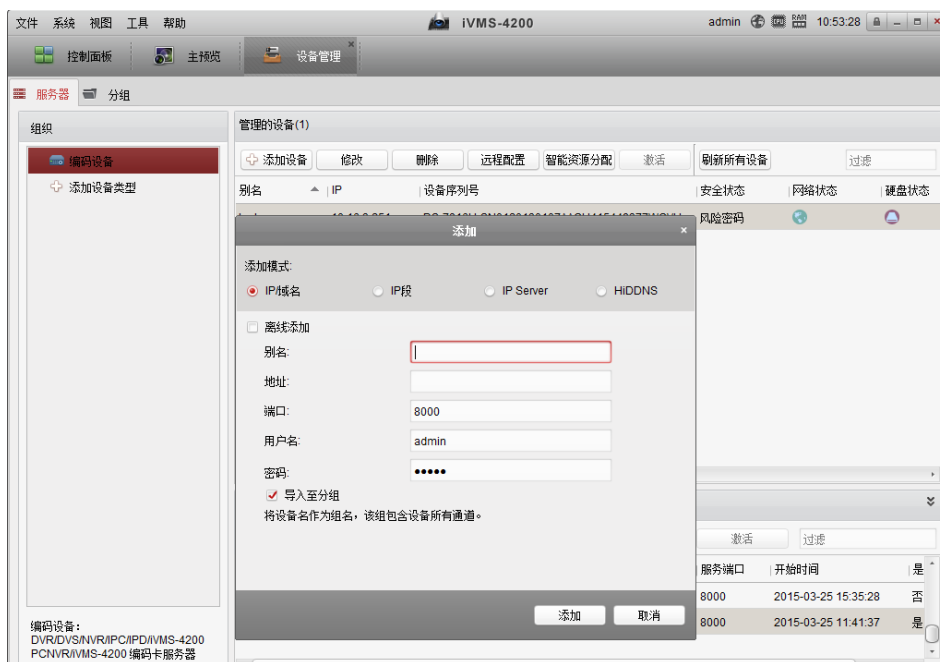 文件 系统 视图 工具 帮助 iVMS-4200 admin 10:53:28
控制面板 主预览 设备管理
服务器 分组
组织 管理的设备(1)
编码设备 添加设备 修改 删除 远程配置 智能资源分配 激活 刷新所有设备 过滤
添加设备类型 别名 IP 设备序列号 安全状态 网络状态 硬盘状态
风险密码
添加
添加模式:
IP/域名 IP段 IP Server HiDDNS
离线添加
别名:
地址:
端口: 8000
用户名: admin
密码: •••••
导入至分组
将设备名作为组名，该组包含设备所有通道。
激活 过滤
服务端口 开始时间 是
8000 2015-03-25 15:35:28 否
8000 2015-03-25 11:41:37 是
添加 取消
编码设备：
DVR/DVS/NVR/IPC/IPD/iVMS-4200
PCNVR/iVMS-4200 编码卡服务器